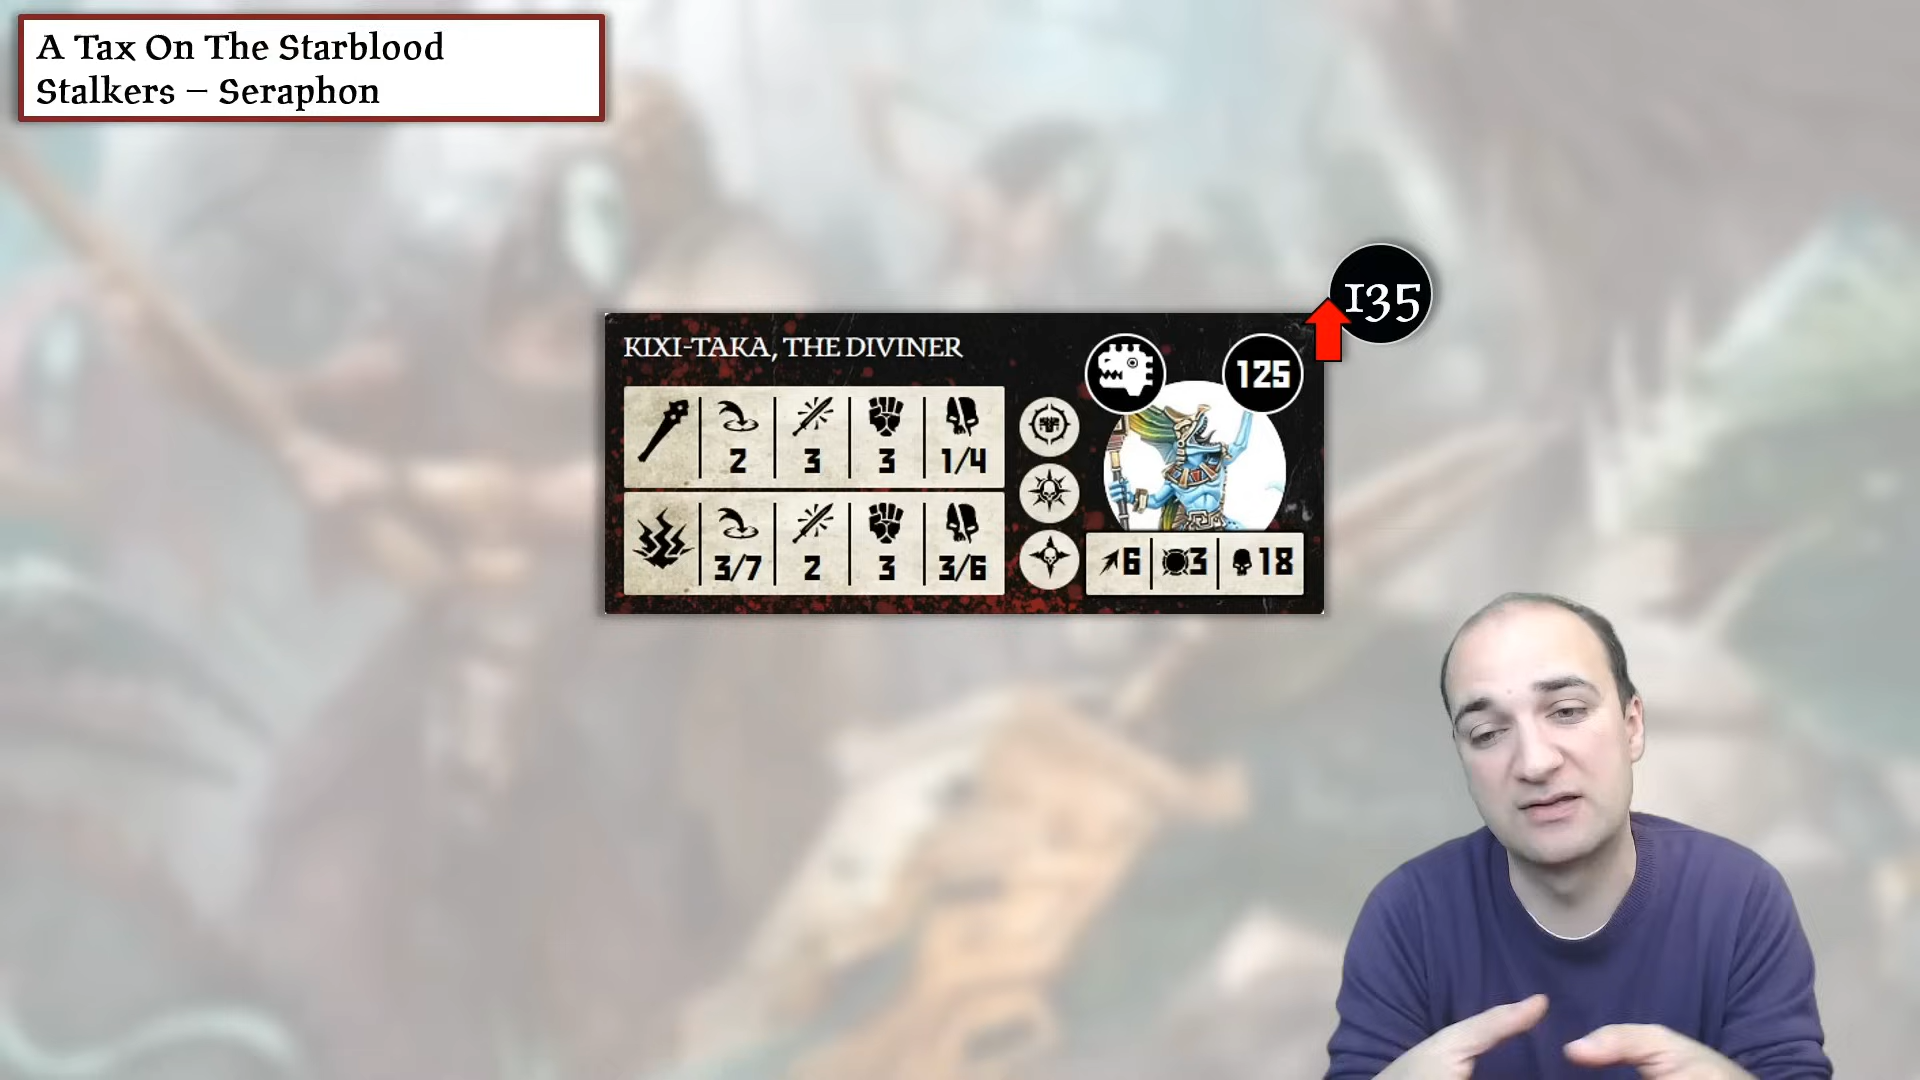 A Tax On The Starblood
Stalkers – Seraphon
135
KIXI-TAKA, THE DIVINER
125
2 3 3 1/4
3/7 2 3 3/6
6 3 18